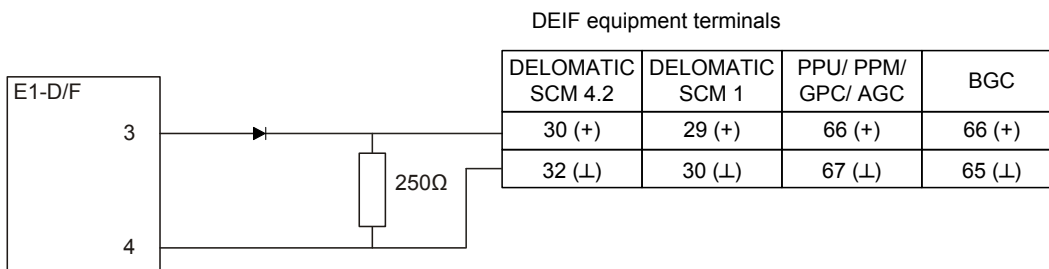 DEIF equipment terminals
DELOMATIC SCM 4.2
DELOMATIC SCM 1
PPU/ PPM/ GPC/ AGC
BGC
E1-D/F
3
30 (+)
29 (+)
66 (+)
66 (+)
32 (⊥)
30 (⊥)
67 (⊥)
65 (⊥)
250Ω
4